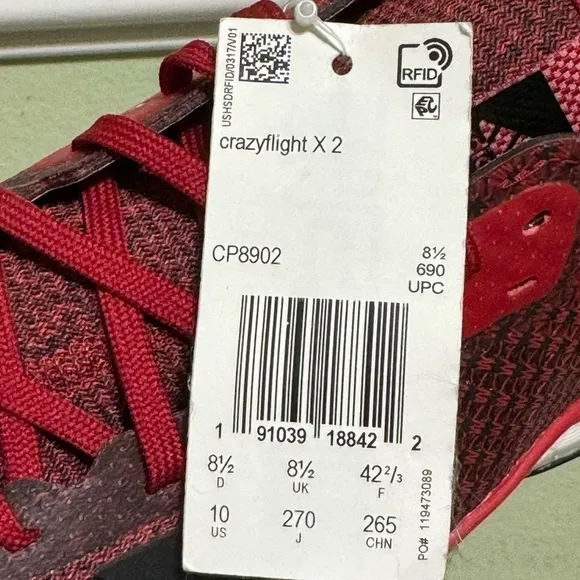 USHSDRFID/0317/V01
RFID
crazyflight X 2
CP8902
8½
690
UPC
1 91039 18842 2
8½ 8½ 42²/3
D UK F
10 270 265
US J CHN
PO# 119473089